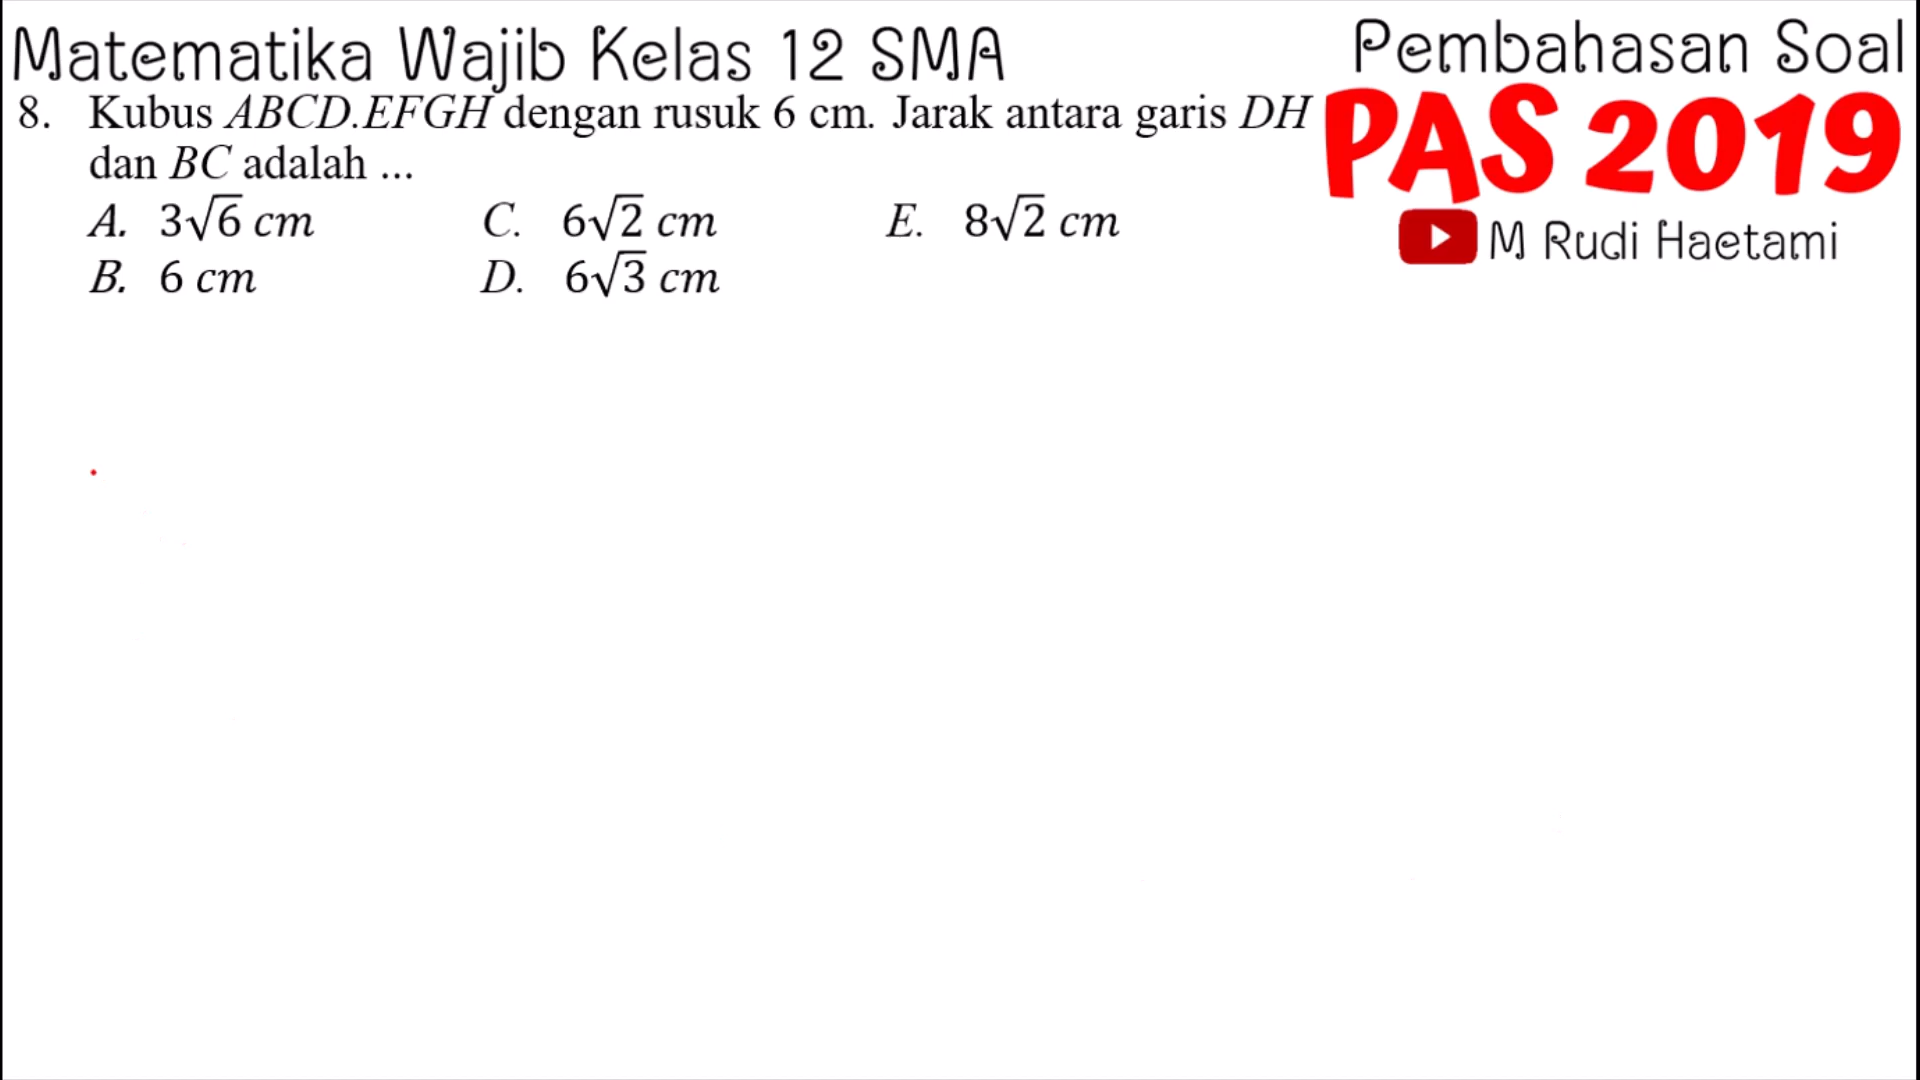 Matematika Wajib Kelas 12 SMA
Pembahasan Soal
PAS 2019
M Rudi Haetami
8. Kubus ABCD.EFGH dengan rusuk 6 cm. Jarak antara garis DH
dan BC adalah ...
A. 3√6 cm C. 6√2 cm E. 8√2 cm
B. 6 cm D. 6√3 cm